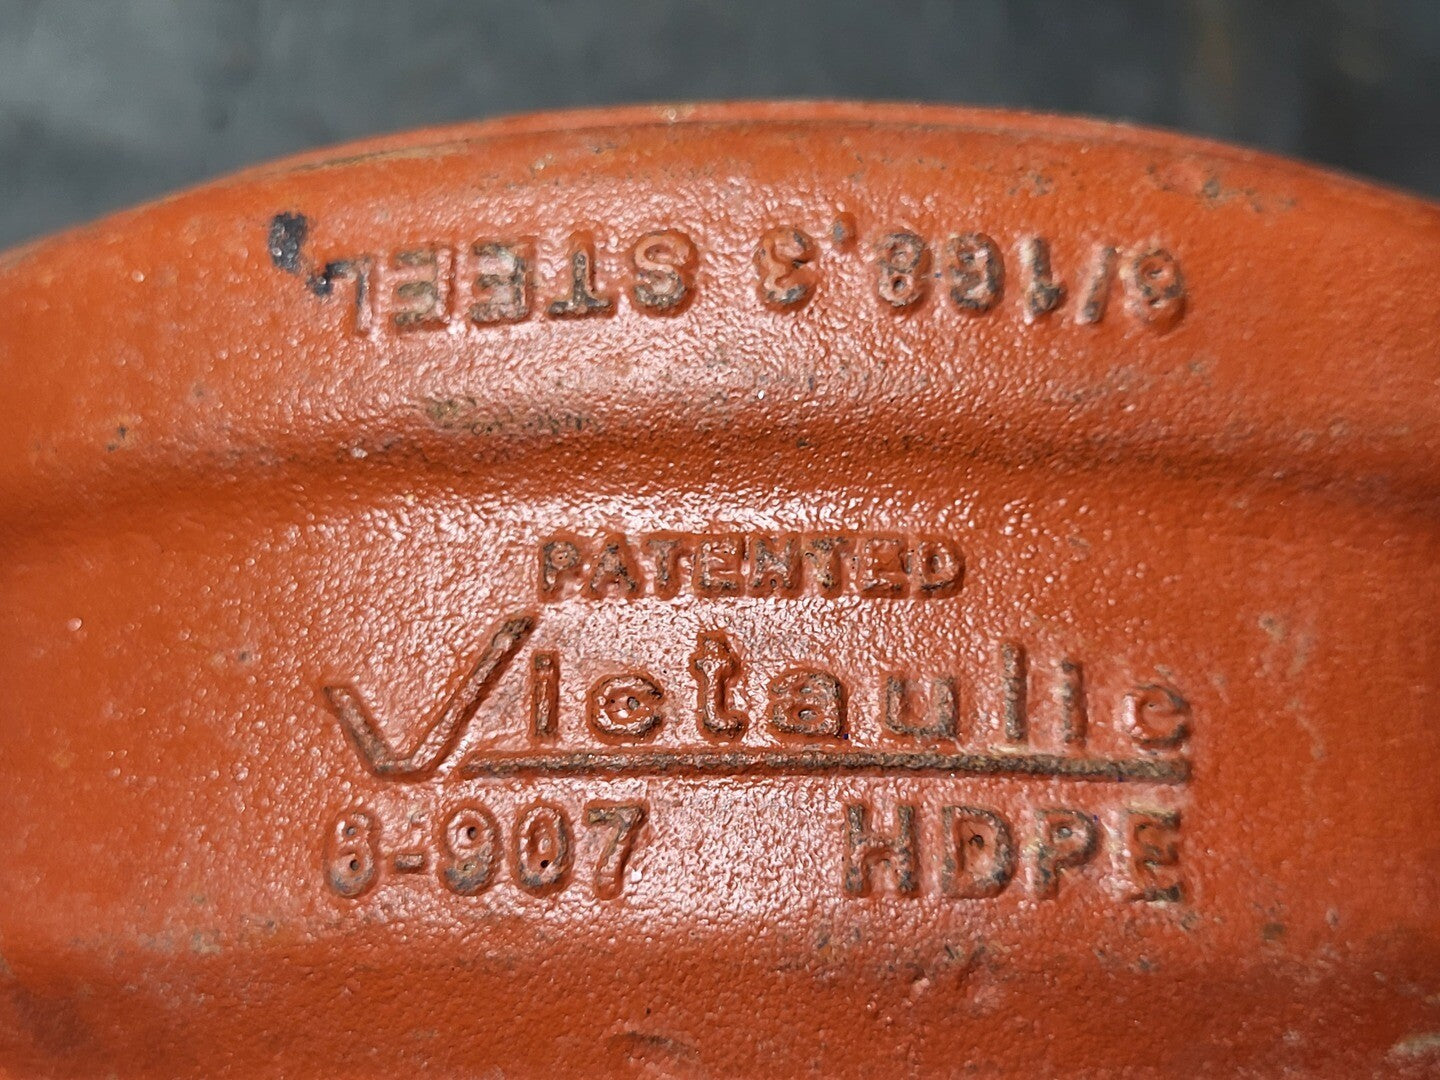 6/168.3 STEEL
PATENTED
Victaulic
6-907 HDPE